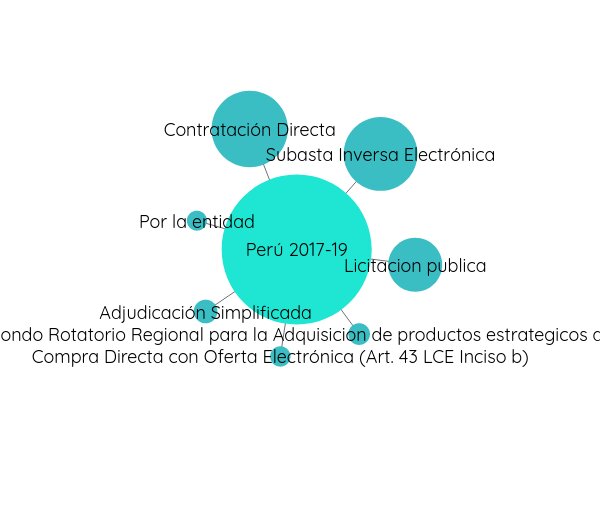 Contratación Directa
Subasta Inversa Electrónica
Por la entidad
Perú 2017-19
Licitacion publica
Adjudicación Simplificada
Rotatorio Regional para la Adquisicion de productos estrategicos
Compra Directa con Oferta Electrónica (Art. 43 LCE Inciso b)